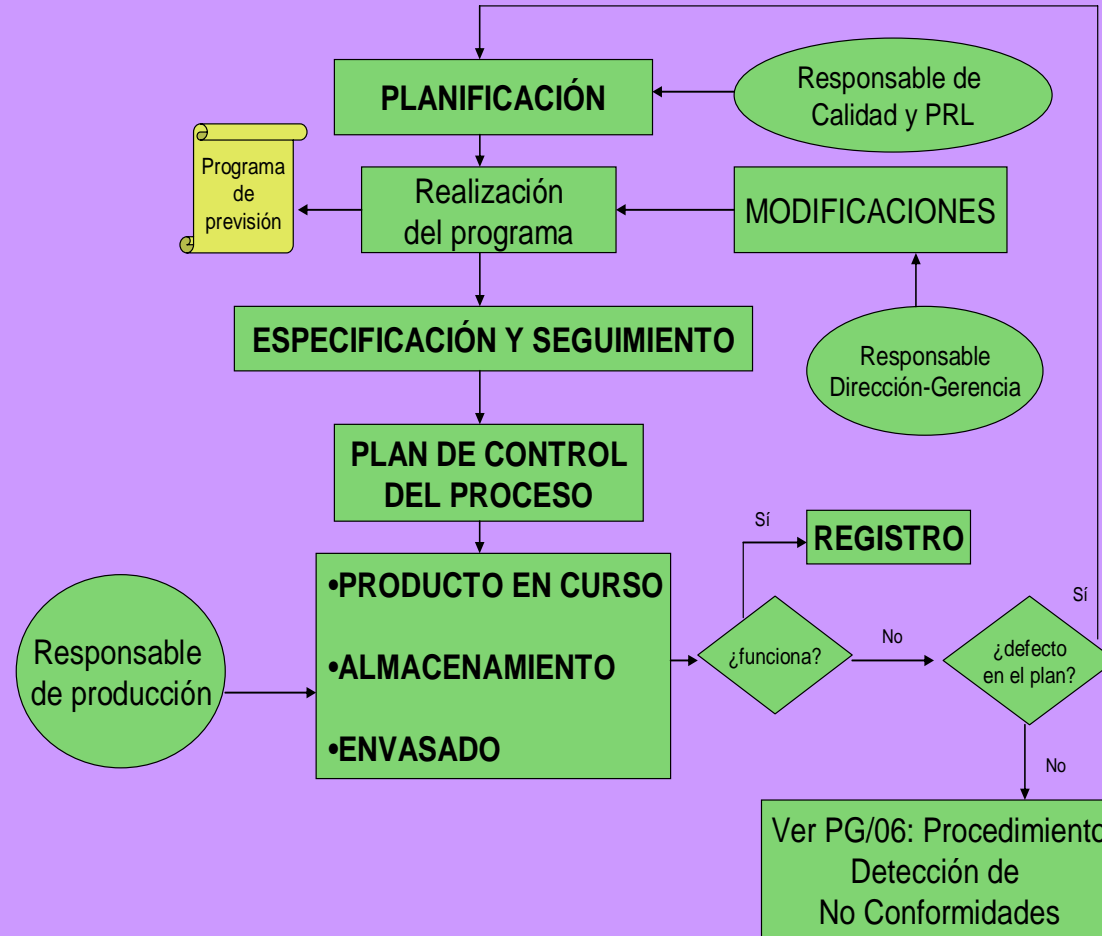 PLANIFICACIÓN
Responsable de
Calidad y PRL
Programa
de
previsión
Realización
del programa
MODIFICACIONES
ESPECIFICACIÓN Y SEGUIMIENTO
Responsable
Dirección-Gerencia
PLAN DE CONTROL
DEL PROCESO
Sí
REGISTRO
•PRODUCTO EN CURSO
•ALMACENAMIENTO
•ENVASADO
Responsable
de producción
¿funciona?
No
¿defecto
en el plan?
Sí
No
Ver PG/06: Procedimiento
Detección de
No Conformidades